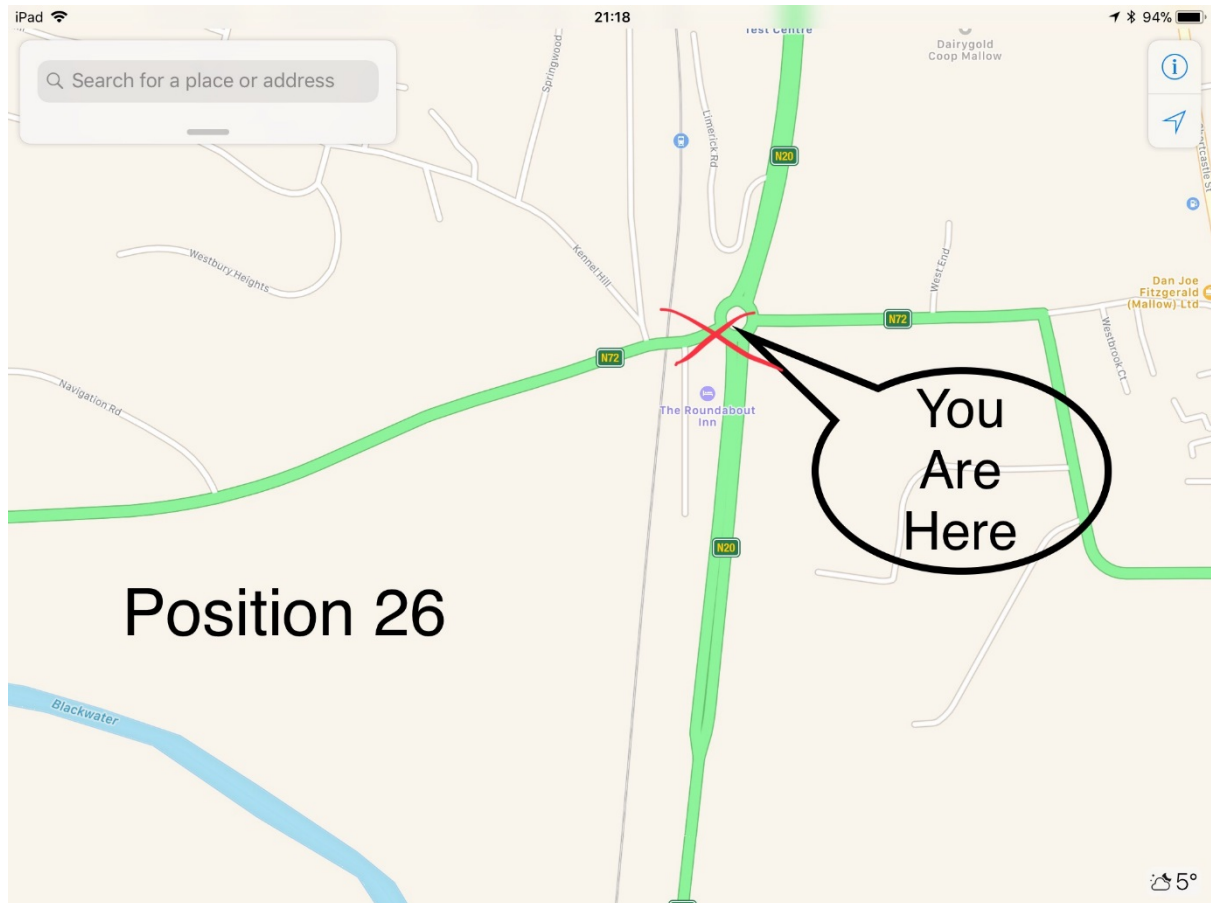 iPad
21:18
94%
Search for a place or address
Test Centre
Dairygold
Coop Mallow
Springwood
Limerick Rd
N20
Westbury Heights
Kennel Hill
West End
Dan Joe
Fitzgerald
(Mallow) Ltd
N72
N72
Westbrook Ct
Navigation Rd
The Roundabout
Inn
You
Are
Here
N20
Position 26
Blackwater
5°